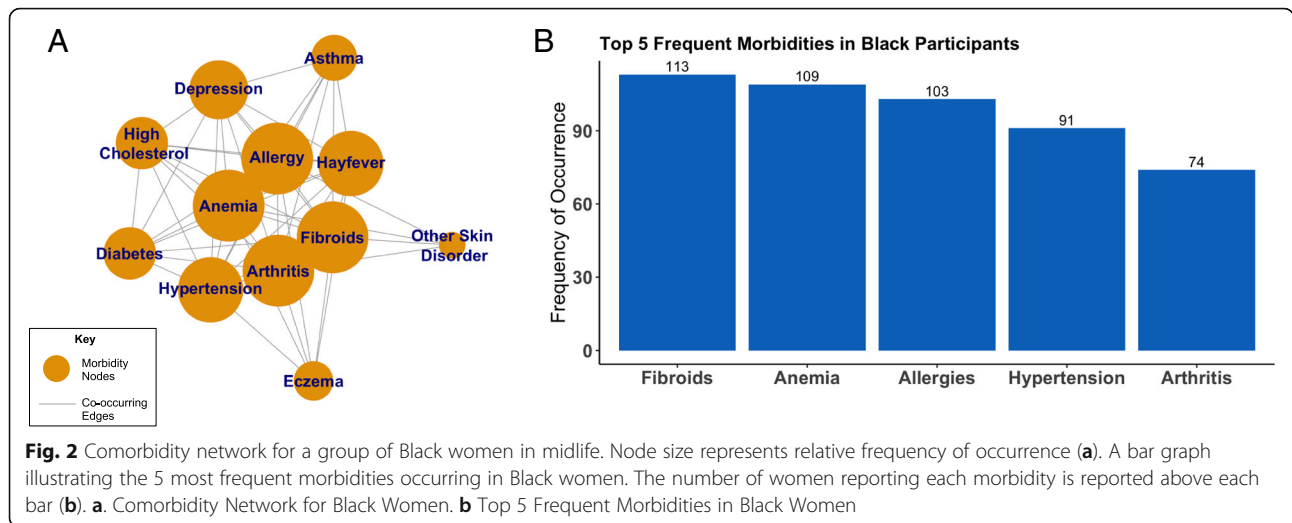 A
Asthma
Depression
High
Cholesterol
Allergy
Hayfever
Anemia
Fibroids
Other Skin
Disorder
Diabetes
Arthritis
Hypertension
Eczema
Key
Morbidity
Nodes
Co-occurring
Edges
B
Top 5 Frequent Morbidities in Black Participants
Frequency of Occurrence
90
60
30
0
113
109
103
91
74
Fibroids
Anemia
Allergies
Hypertension
Arthritis
Fig. 2 Comorbidity network for a group of Black women in midlife. Node size represents relative frequency of occurrence (a). A bar graph
illustrating the 5 most frequent morbidities occurring in Black women. The number of women reporting each morbidity is reported above each
bar (b). a. Comorbidity Network for Black Women. b Top 5 Frequent Morbidities in Black Women